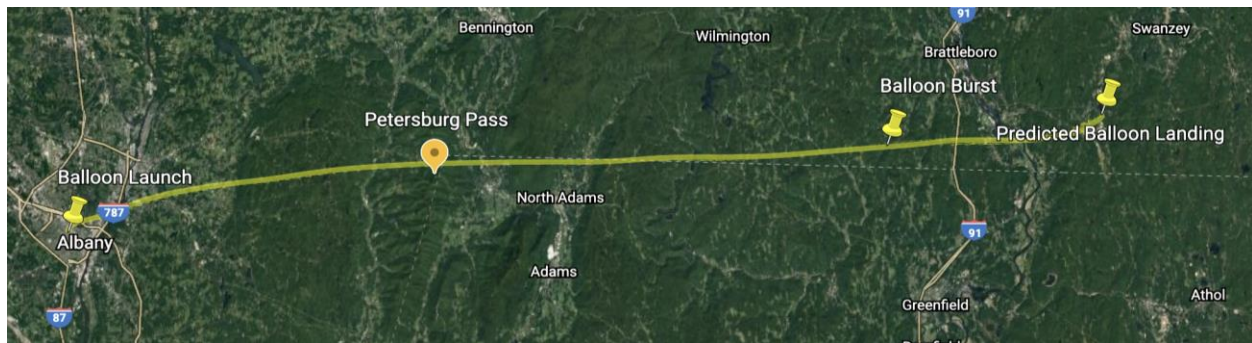 Bennington
91
Wilmington
Swanzey
Brattleboro
Balloon Burst
Petersburg Pass
Predicted Balloon Landing
Balloon Launch
North Adams
787
Albany
91
Adams
Athol
Greenfield
87